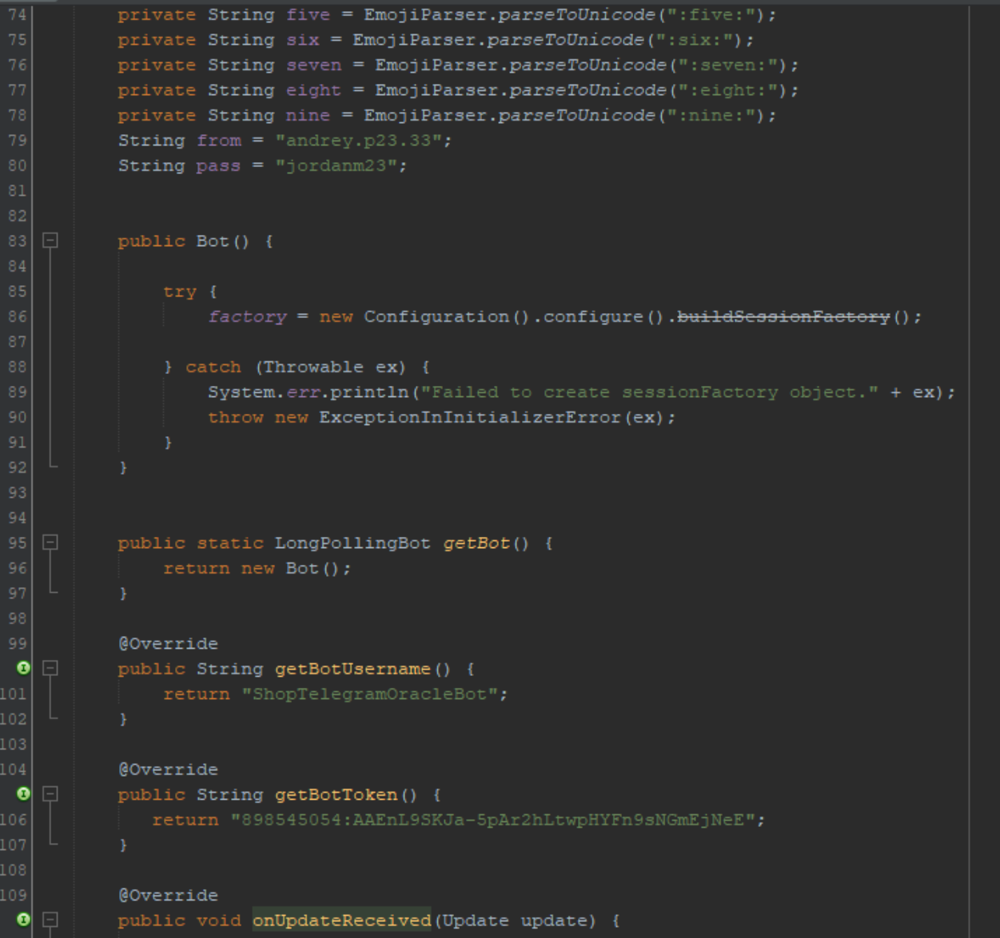 74 private String five = EmojiParser.parseToUnicode(":five:");
75 private String six = EmojiParser.parseToUnicode(":six:");
76 private String seven = EmojiParser.parseToUnicode(":seven:");
77 private String eight = EmojiParser.parseToUnicode(":eight:");
78 private String nine = EmojiParser.parseToUnicode(":nine:");
79 String from = "andrey.p23.33";
80 String pass = "jordanm23";
81
82
83 public Bot() {
84
85 try {
86 factory = new Configuration().configure().buildSessionFactory();
87
88 } catch (Throwable ex) {
89 System.err.println("Failed to create sessionFactory object." + ex);
90 throw new ExceptionInInitializerError(ex);
91 }
92 }
93
94
95 public static LongPollingBot getBot() {
96 return new Bot();
97 }
98
99 @Override
public String getBotUsername() {
101 return "ShopTelegramOracleBot";
102 }
103
104 @Override
public String getBotToken() {
106 return "898545054:AAEnL9SKJa-5pAr2hLtwpHYFn9sNGmEjNeE";
107 }
108
109 @Override
public void onUpdateReceived(Update update) {